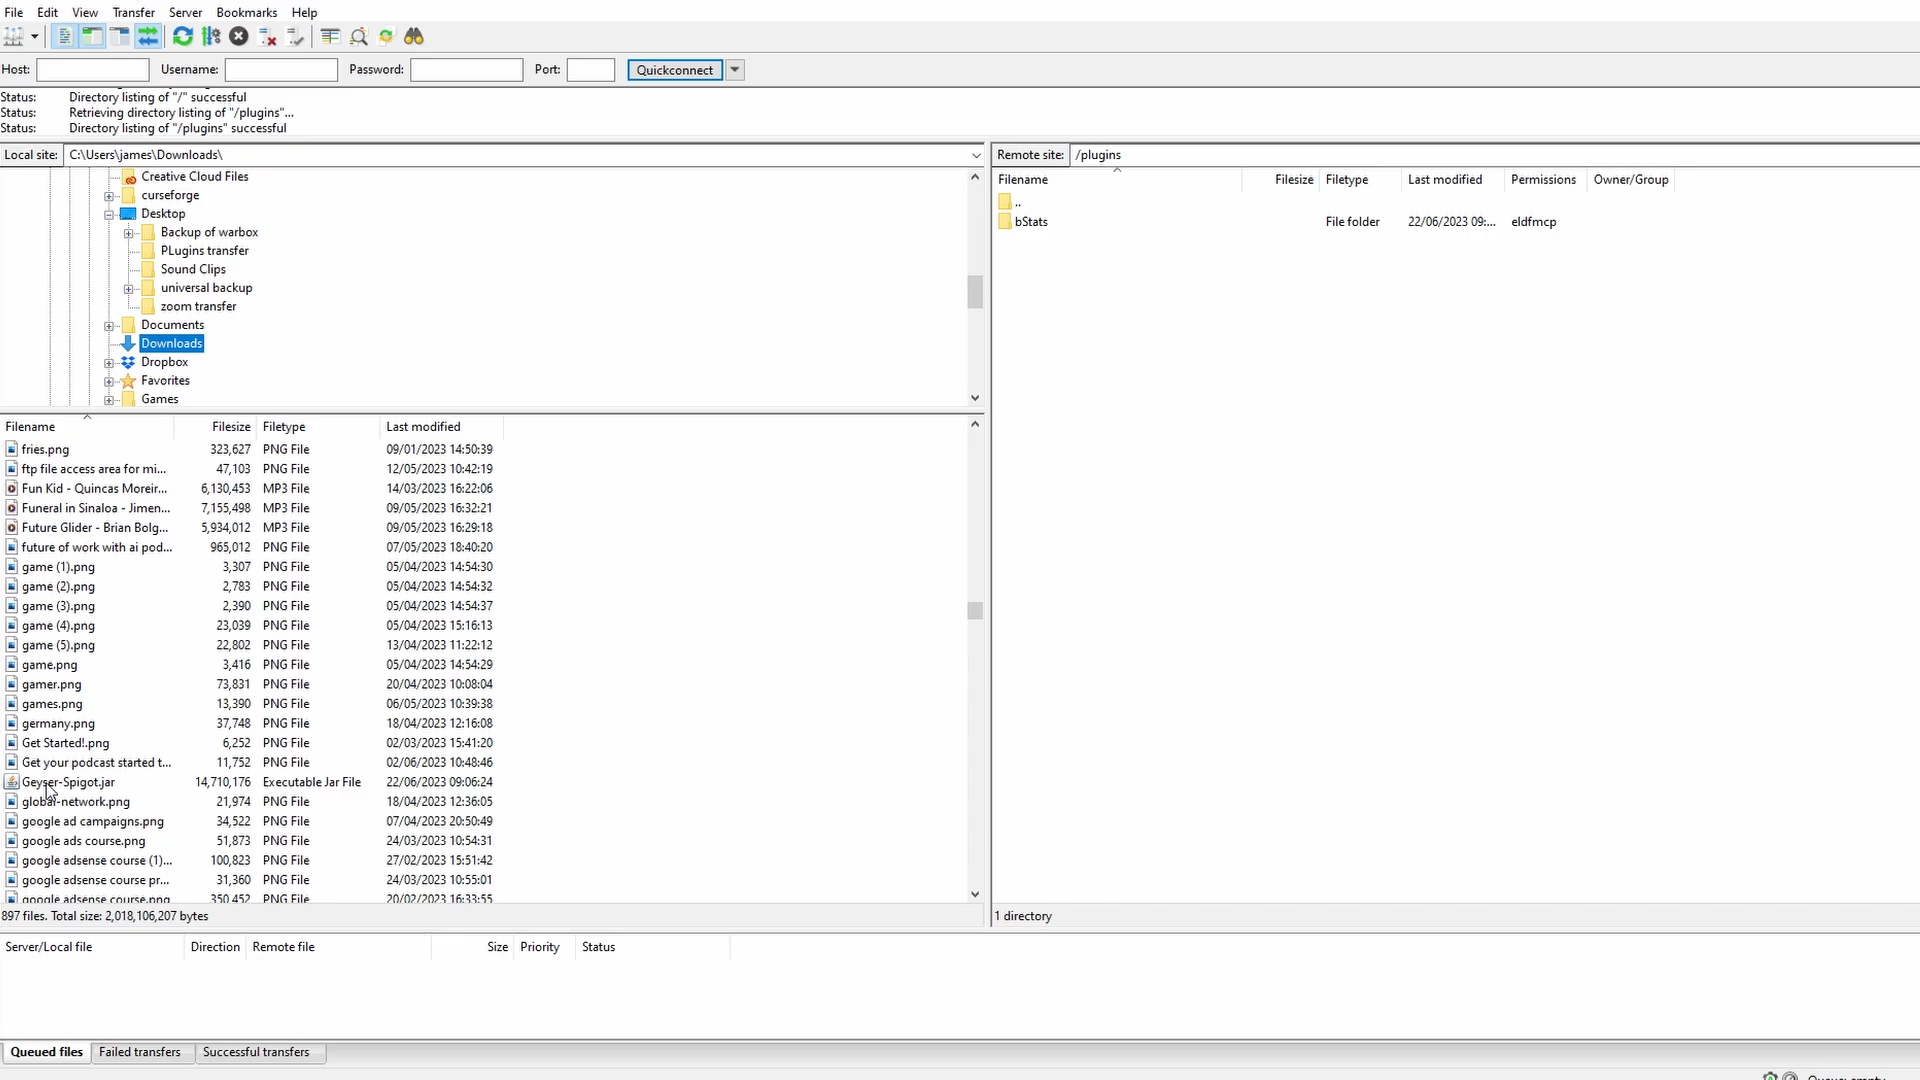 File Edit View Transfer Server Bookmarks Help
Host: Username: Password: Port: Quickconnect
Status: Directory listing of "/" successful
Status: Retrieving directory listing of "/plugins"...
Status: Directory listing of "/plugins" successful
Local site: C:\Users\james\Downloads\
Creative Cloud Files
curseforge
Desktop
Backup of warbox
PLugins transfer
Sound Clips
universal backup
zoom transfer
Documents
Downloads
Dropbox
Favorites
Games
Filename Filesize Filetype Last modified
fries.png 323,627 PNG File 09/01/2023 14:50:39
ftp file access area for mi... 47,103 PNG File 12/05/2023 10:42:19
Fun Kid - Quincas Moreir... 6,130,453 MP3 File 14/03/2023 16:22:06
Funeral in Sinaloa - Jimen... 7,155,498 MP3 File 09/05/2023 16:32:21
Future Glider - Brian Bolg... 5,934,012 MP3 File 09/05/2023 16:29:18
future of work with ai pod... 965,012 PNG File 07/05/2023 18:40:20
game (1).png 3,307 PNG File 05/04/2023 14:54:30
game (2).png 2,783 PNG File 05/04/2023 14:54:32
game (3).png 2,390 PNG File 05/04/2023 14:54:37
game (4).png 23,039 PNG File 05/04/2023 15:16:13
game (5).png 22,802 PNG File 13/04/2023 11:22:12
game.png 3,416 PNG File 05/04/2023 14:54:29
gamer.png 73,831 PNG File 20/04/2023 10:08:04
games.png 13,390 PNG File 06/05/2023 10:39:38
germany.png 37,748 PNG File 18/04/2023 12:16:08
Get Started!.png 6,252 PNG File 02/03/2023 15:41:20
Get your podcast started t... 11,752 PNG File 02/06/2023 10:48:46
Geyser-Spigot.jar 14,710,176 Executable Jar File 22/06/2023 09:06:24
global-network.png 21,974 PNG File 18/04/2023 12:36:05
google ad campaigns.png 34,522 PNG File 07/04/2023 20:50:49
google ads course.png 51,873 PNG File 24/03/2023 10:54:31
google adsense course (1)... 100,823 PNG File 27/02/2023 15:51:42
google adsense course pr... 31,360 PNG File 24/03/2023 10:55:01
google adsense course.png 350,452 PNG File 20/02/2023 16:33:55
897 files. Total size: 2,018,106,207 bytes
Remote site: /plugins
Filename Filesize Filetype Last modified Permissions Owner/Group
..
bStats File folder 22/06/2023 09:... eldfmcp
1 directory
Server/Local file Direction Remote file Size Priority Status
Queued files Failed transfers Successful transfers
Queue: empty